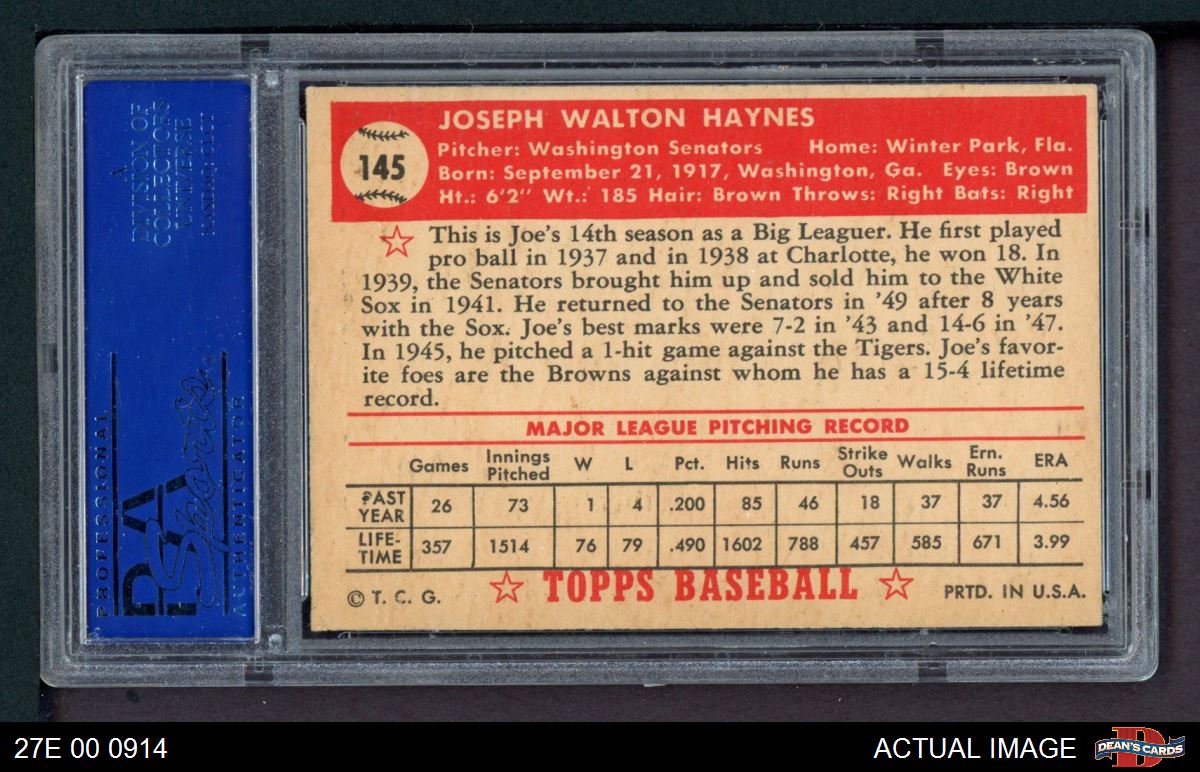 A
DIVISION OF
COLLECTORS
UNIVERSE
NASDAQ: CLCT
PROFESSIONAL
PSA
Sports
AUTHENTICATOR
145
JOSEPH WALTON HAYNES
Pitcher: Washington Senators Home: Winter Park, Fla.
Born: September 21, 1917, Washington, Ga. Eyes: Brown
Ht.: 6'2" Wt.: 185 Hair: Brown Throws: Right Bats: Right
This is Joe's 14th season as a Big Leaguer. He first played
pro ball in 1937 and in 1938 at Charlotte, he won 18. In
1939, the Senators brought him up and sold him to the White
Sox in 1941. He returned to the Senators in '49 after 8 years
with the Sox. Joe's best marks were 7-2 in '43 and 14-6 in '47.
In 1945, he pitched a 1-hit game against the Tigers. Joe's favor-
ite foes are the Browns against whom he has a 15-4 lifetime
record.
MAJOR LEAGUE PITCHING RECORD
Games Innings Pitched W L Pct. Hits Runs Strike Outs Walks Ern. Runs ERA
PAST YEAR 26 73 1 4 .200 85 46 18 37 37 4.56
LIFE-TIME 357 1514 76 79 .490 1602 788 457 585 671 3.99
© T. C. G. TOPPS BASEBALL PRTD. IN U.S.A.
27E 00 0914 ACTUAL IMAGE DEAN'S CARDS